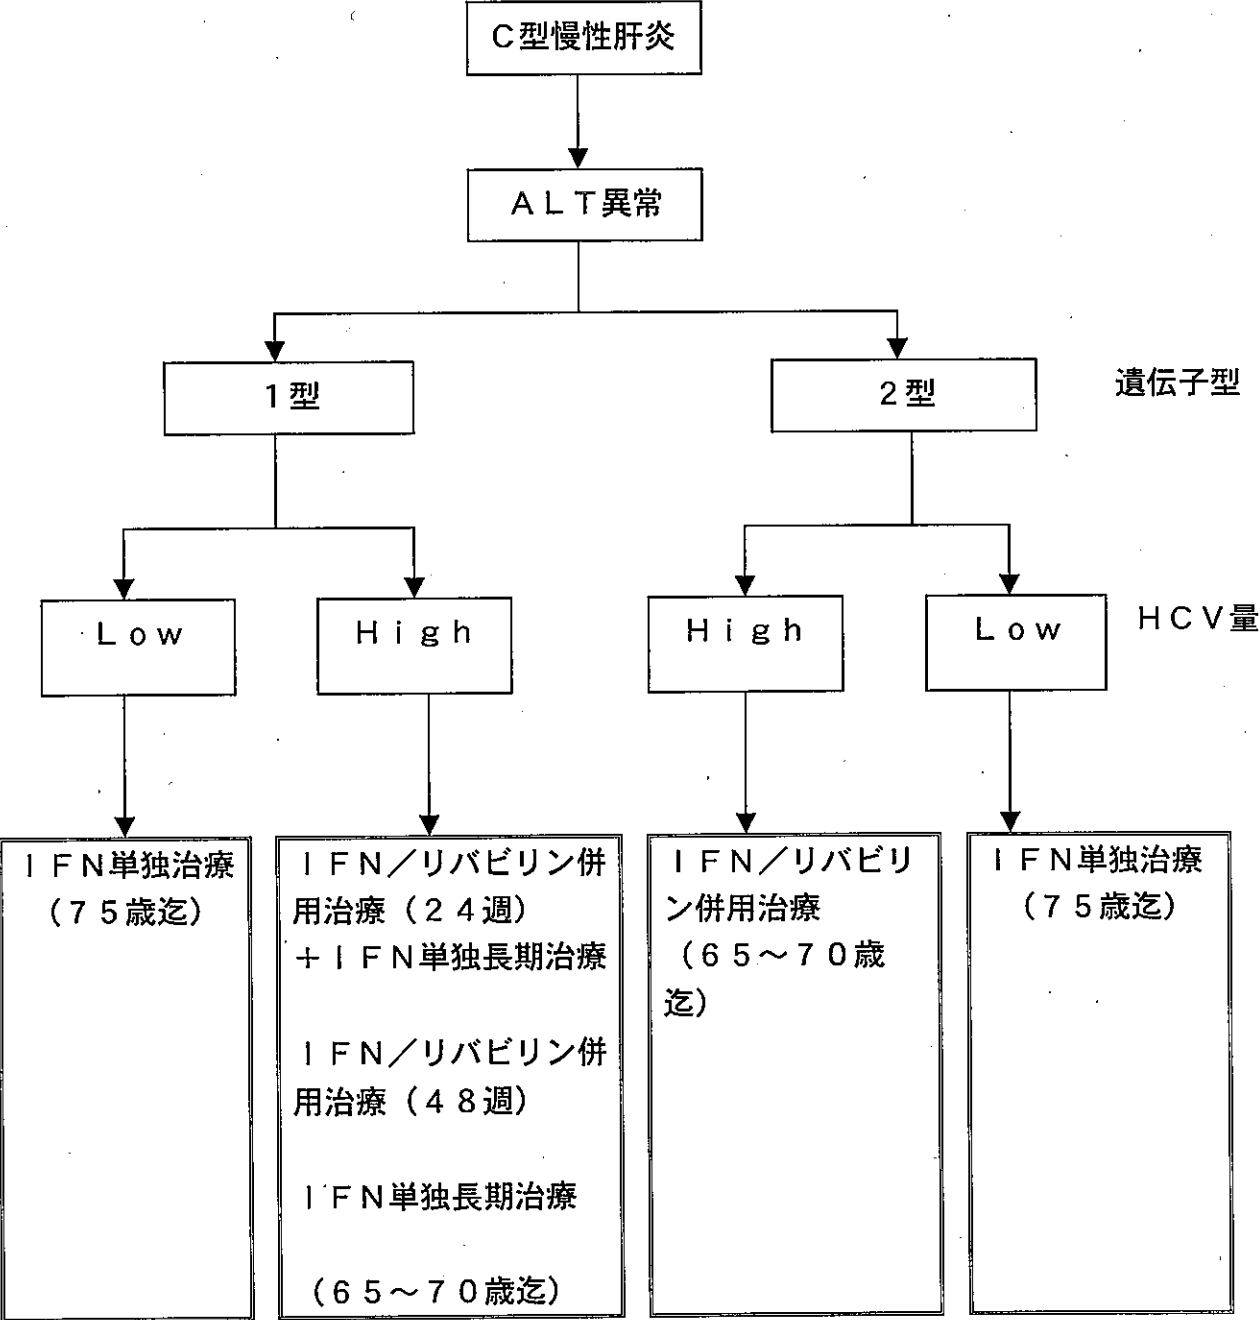 C型慢性肝炎
ALT異常
1型
2型
遺伝子型
Low
High
High
Low
HCV量
IFN単独治療
(75歳迄)
IFN/リバビリン併
用治療(24週)
+IFN単独長期治療
IFN/リバビリン併
用治療(48週)
IFN単独長期治療
(65~70歳迄)
IFN/リバビリ
ン併用治療
(65~70歳
迄)
IFN単独治療
(75歳迄)